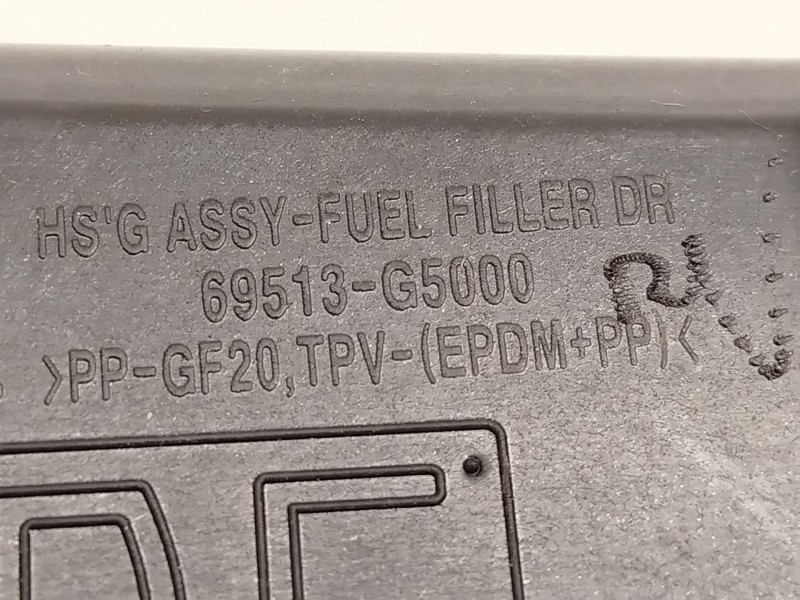 HS'G ASSY-FUEL FILLER DR
69513-G5000
>PP-GF20,TPV-(EPDM+PP)<